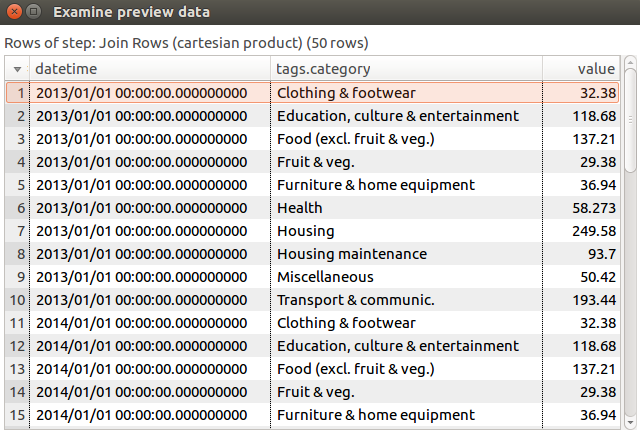 Examine preview data
Rows of step: Join Rows (cartesian product) (50 rows)
datetime tags.category value
1 2013/01/01 00:00:00.000000000 Clothing & footwear 32.38
2 2013/01/01 00:00:00.000000000 Education, culture & entertainment 118.68
3 2013/01/01 00:00:00.000000000 Food (excl. fruit & veg.) 137.21
4 2013/01/01 00:00:00.000000000 Fruit & veg. 29.38
5 2013/01/01 00:00:00.000000000 Furniture & home equipment 36.94
6 2013/01/01 00:00:00.000000000 Health 58.273
7 2013/01/01 00:00:00.000000000 Housing 249.58
8 2013/01/01 00:00:00.000000000 Housing maintenance 93.7
9 2013/01/01 00:00:00.000000000 Miscellaneous 50.42
10 2013/01/01 00:00:00.000000000 Transport & communic. 193.44
11 2014/01/01 00:00:00.000000000 Clothing & footwear 32.38
12 2014/01/01 00:00:00.000000000 Education, culture & entertainment 118.68
13 2014/01/01 00:00:00.000000000 Food (excl. fruit & veg.) 137.21
14 2014/01/01 00:00:00.000000000 Fruit & veg. 29.38
15 2014/01/01 00:00:00.000000000 Furniture & home equipment 36.94